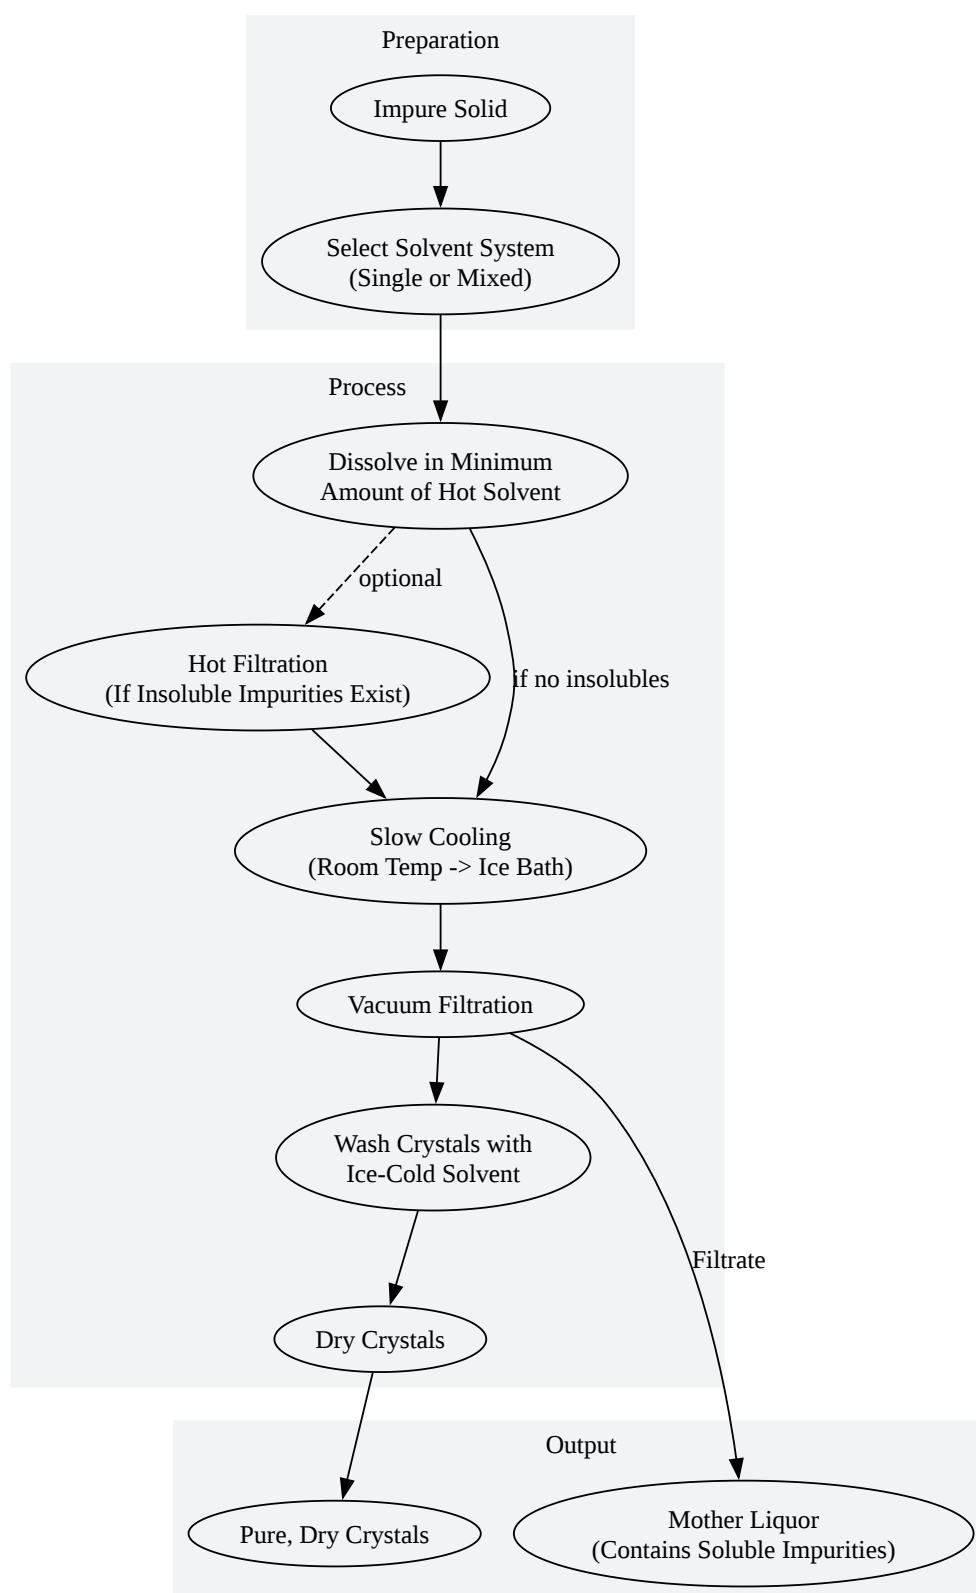 Preparation
Impure Solid
Select Solvent System
(Single or Mixed)
Process
Dissolve in Minimum
Amount of Hot Solvent
optional
Hot Filtration
(If Insoluble Impurities Exist)
if no insolubles
Slow Cooling
(Room Temp -> Ice Bath)
Vacuum Filtration
Wash Crystals with
Ice-Cold Solvent
Filtrate
Dry Crystals
Output
Pure, Dry Crystals
Mother Liquor
(Contains Soluble Impurities)